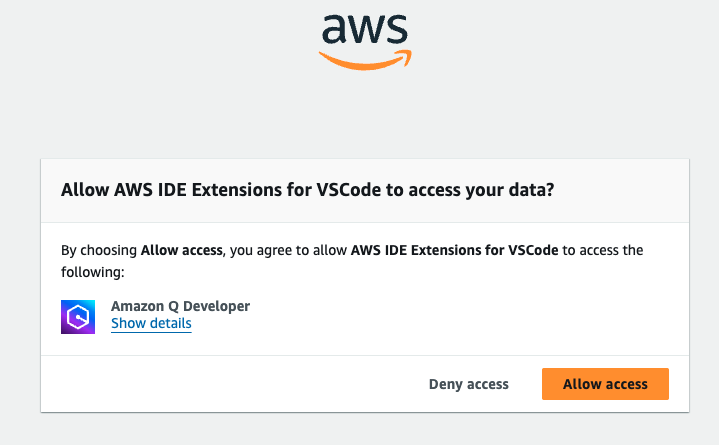 aws
Allow AWS IDE Extensions for VSCode to access your data?
By choosing Allow access, you agree to allow AWS IDE Extensions for VSCode to access the
following:
Amazon Q Developer
Show details
Deny access
Allow access